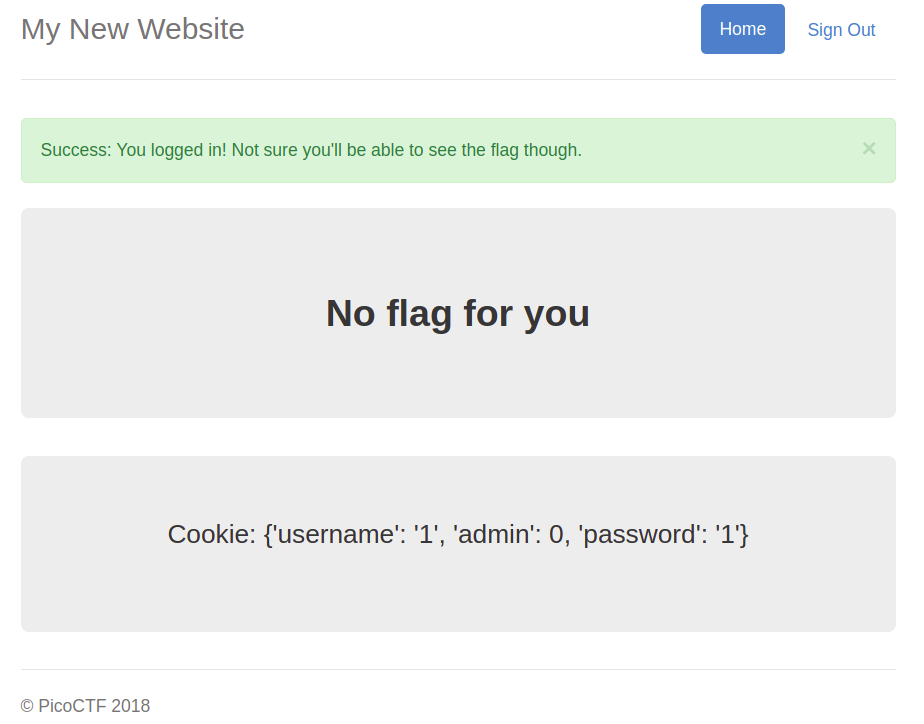 My New Website
Home
Sign Out
Success: You logged in! Not sure you'll be able to see the flag though.
×
No flag for you
Cookie: {'username': '1', 'admin': 0, 'password': '1'}
© PicoCTF 2018